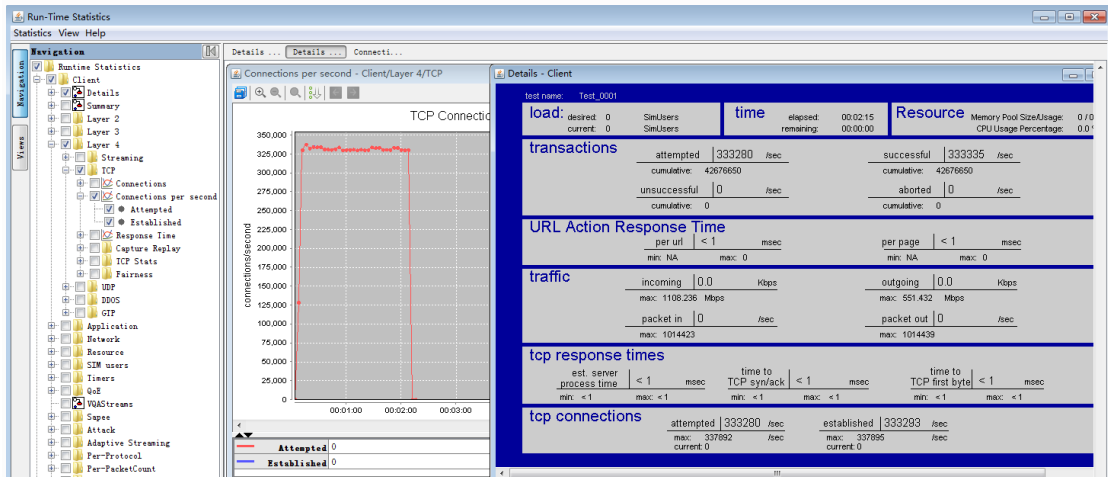 Run-Time Statistics
Statistics View Help
Navigation
Views
Navigation
Runtime Statistics
Client
Details
Summary
Layer 2
Layer 3
Layer 4
Streaming
TCP
Connections
Connections per second
Attempted
Established
Response Time
Capture Replay
TCP Stats
Fairness
UDP
DDOS
GTP
Application
Network
Resource
SIM users
Timers
QoE
VQAStreams
Sapee
Attack
Adaptive Streaming
Per-Protocol
Per-PacketCount
Details ... Details ... Connecti...
Connections per second - Client/Layer 4/TCP
TCP Connectio
connections/second
350,000
325,000
300,000
275,000
250,000
225,000
200,000
175,000
150,000
125,000
100,000
75,000
50,000
25,000
0
00:01:00 00:02:00 00:03:00
Attempted 0
Established 0
Details - Client
test name: Test_0001
load: desired: 0 SimUsers
current: 0 SimUsers
time elapsed: 00:02:15
remaining: 00:00:00
Resource Memory Pool Size/Usage: 0 / 0
CPU Usage Percentage: 0.0
transactions
attempted 333280 /sec successful 333335 /sec
cumulative: 42676650 cumulative: 42676650
unsuccessful 0 /sec aborted 0 /sec
cumulative: 0 cumulative: 0
URL Action Response Time
per url < 1 msec per page < 1 msec
min: NA max: 0 min: NA max: 0
traffic
incoming 0.0 Kbps outgoing 0.0 Kbps
max: 1108.236 Mbps max: 551.432 Mbps
packet in 0 /sec packet out 0 /sec
max: 1014423 max: 1014439
tcp response times
est. server process time < 1 msec time to TCP syn/ack < 1 msec time to TCP first byte < 1 msec
min: < 1 max: < 1 min: < 1 max: < 1 min: < 1 max: < 1
tcp connections
attempted 333280 /sec established 333293 /sec
max: 337892 /sec max: 337895 /sec
current: 0 current: 0